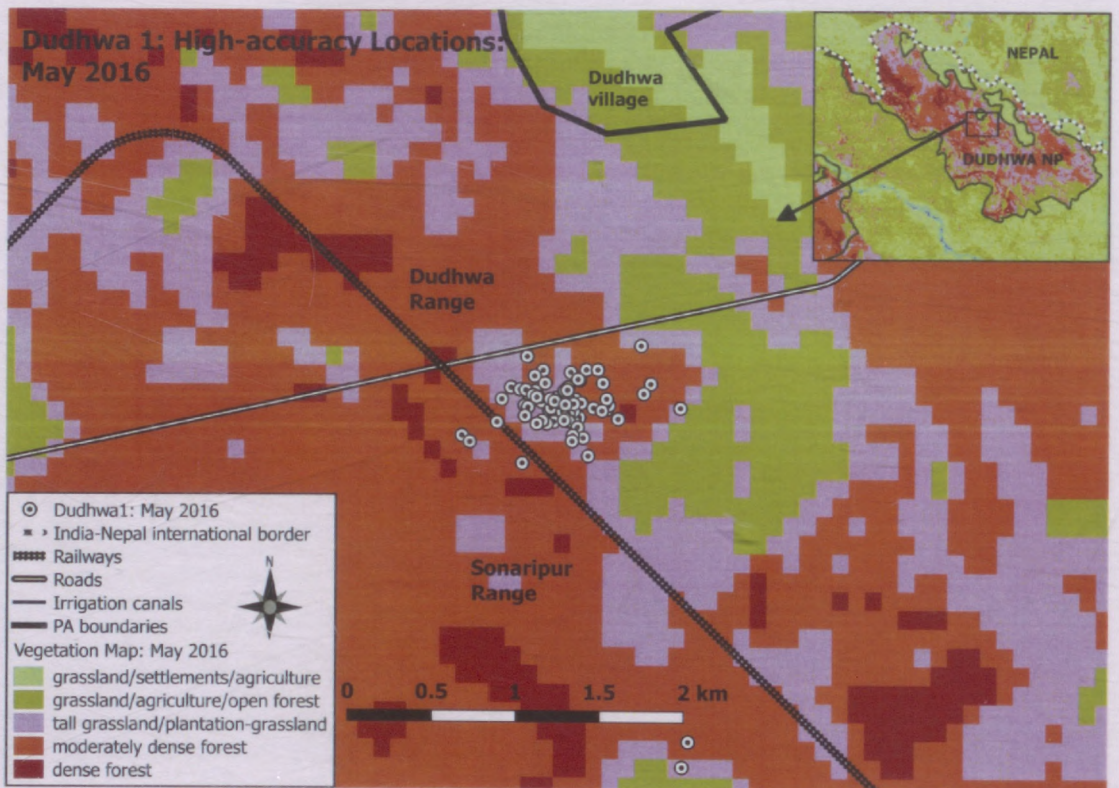 Dudhwa 1: High-accuracy Locations:
May 2016
Dudhwa
village
NEPAL
DUDHWA NP
Dudhwa
Range
Sonaripur
Range
Dudhwa1: May 2016
India-Nepal international border
Railways
Roads
Irrigation canals
PA boundaries
N
Vegetation Map: May 2016
grassland/settlements/agriculture
grassland/agriculture/open forest
tall grassland/plantation-grassland
moderately dense forest
dense forest
0 0.5 1 1.5 2 km